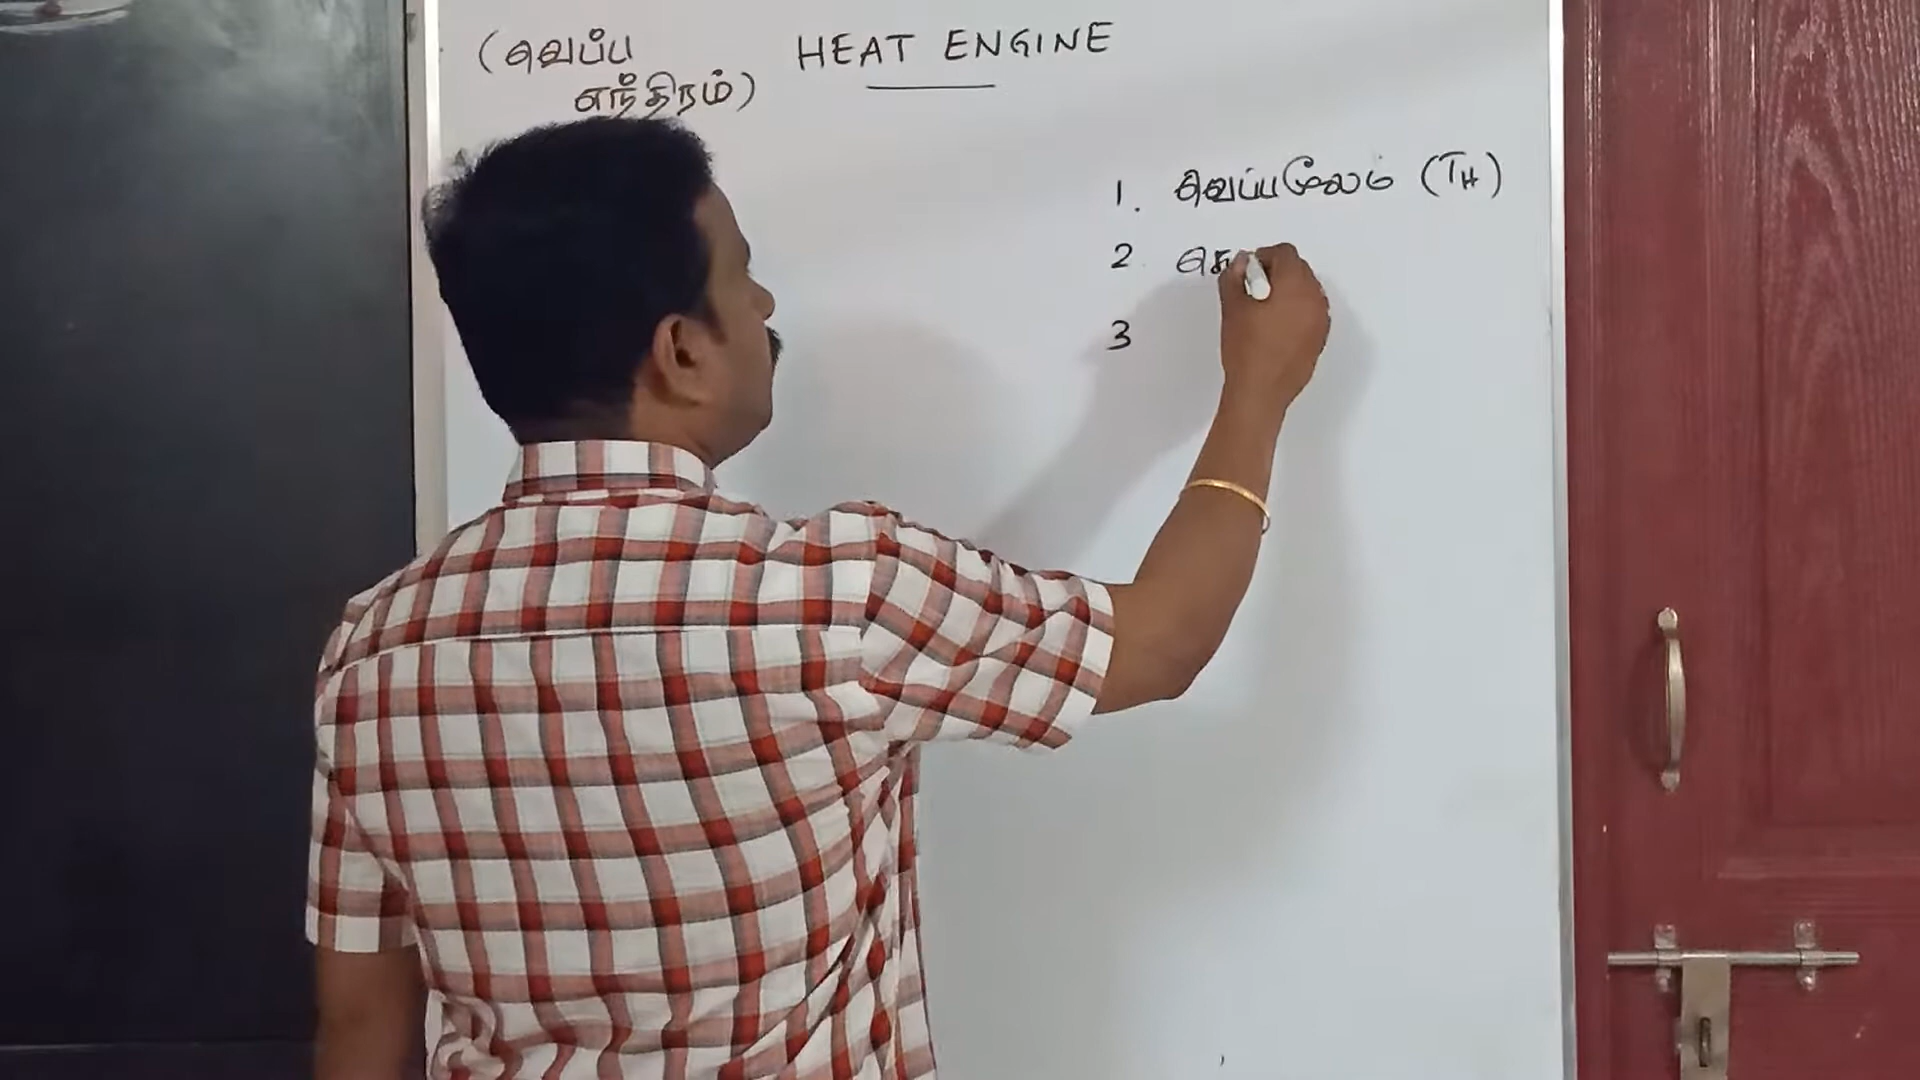 (வெப்ப HEAT ENGINE
எந்திரம்)
1. வெப்பமூலம் (TH)
2. செ
3